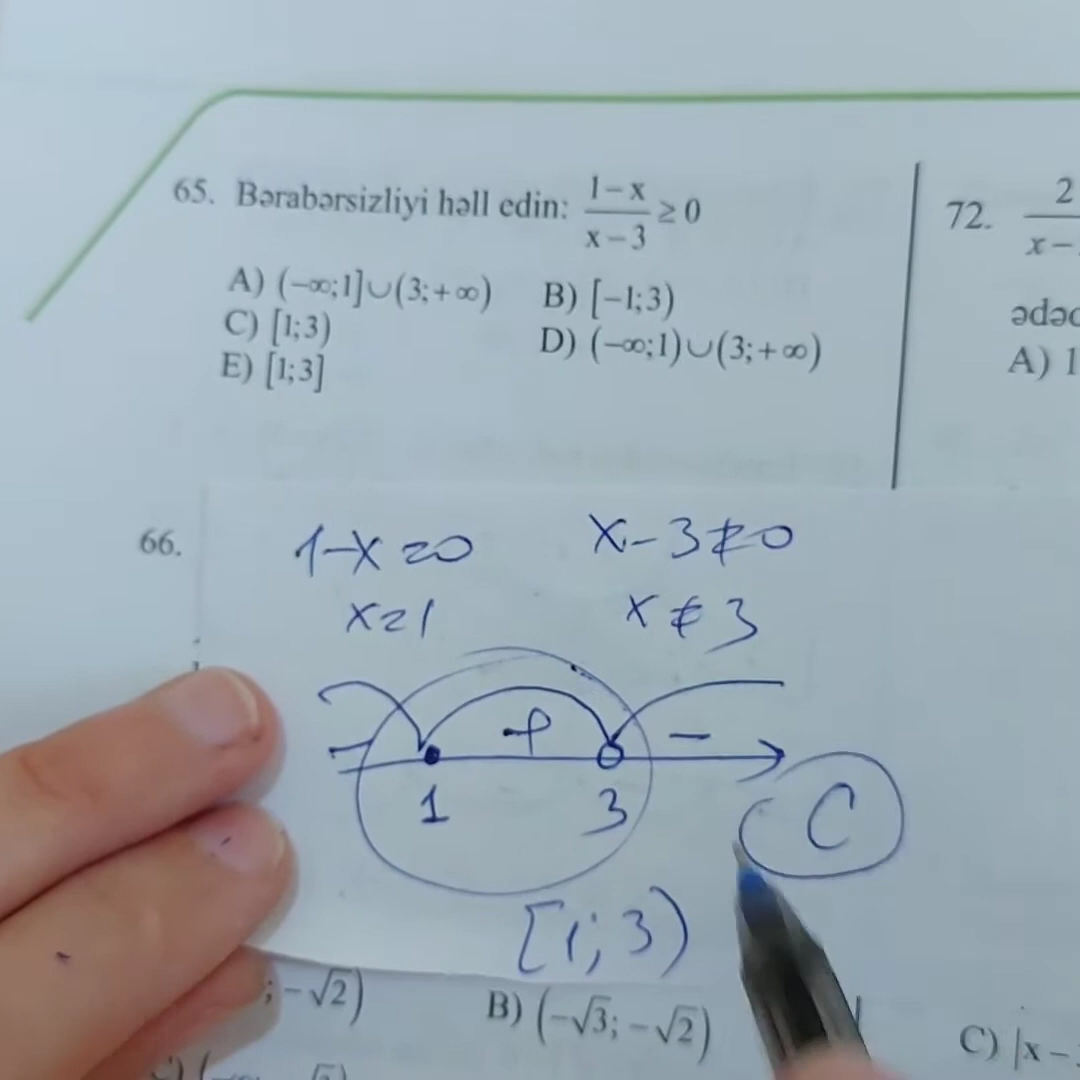 65. Bərabərsizliyi həll edin: (1-x)/(x-3) ≥ 0
A) (-∞;1]∪(3;+∞) B) [-1;3)
C) [1;3) D) (-∞;1)∪(3;+∞)
E) [1;3]
72. 2
x-
ədəd
A) 1
66.
1-x=0 x-3≠0
x=1 x≠3
- + -
1 3
C
[1;3)
;-√2) B) (-√3;-√2)
C) |x-